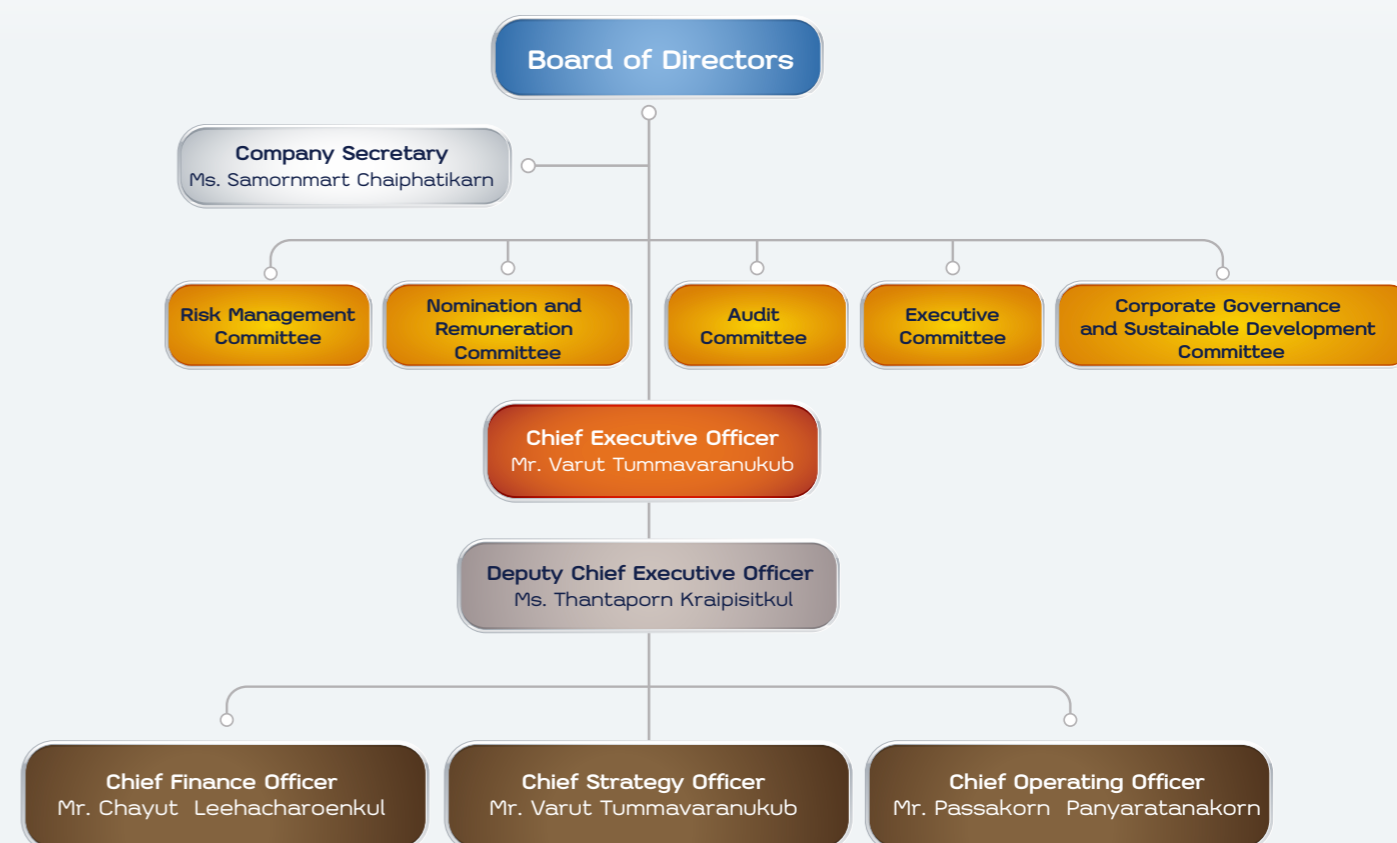 Board of Directors
Company Secretary
Ms. Samornmart Chaiphatikarn
Risk Management
Committee
Nomination and
Remuneration
Committee
Audit
Committee
Executive
Committee
Corporate Governance
and Sustainable Development
Committee
Chief Executive Officer
Mr. Varut Tummavaranukub
Deputy Chief Executive Officer
Ms. Thantaporn Kraipisitkul
Chief Finance Officer
Mr. Chayut Leehacharoenkul
Chief Strategy Officer
Mr. Varut Tummavaranukub
Chief Operating Officer
Mr. Passakorn Panyaratanakorn